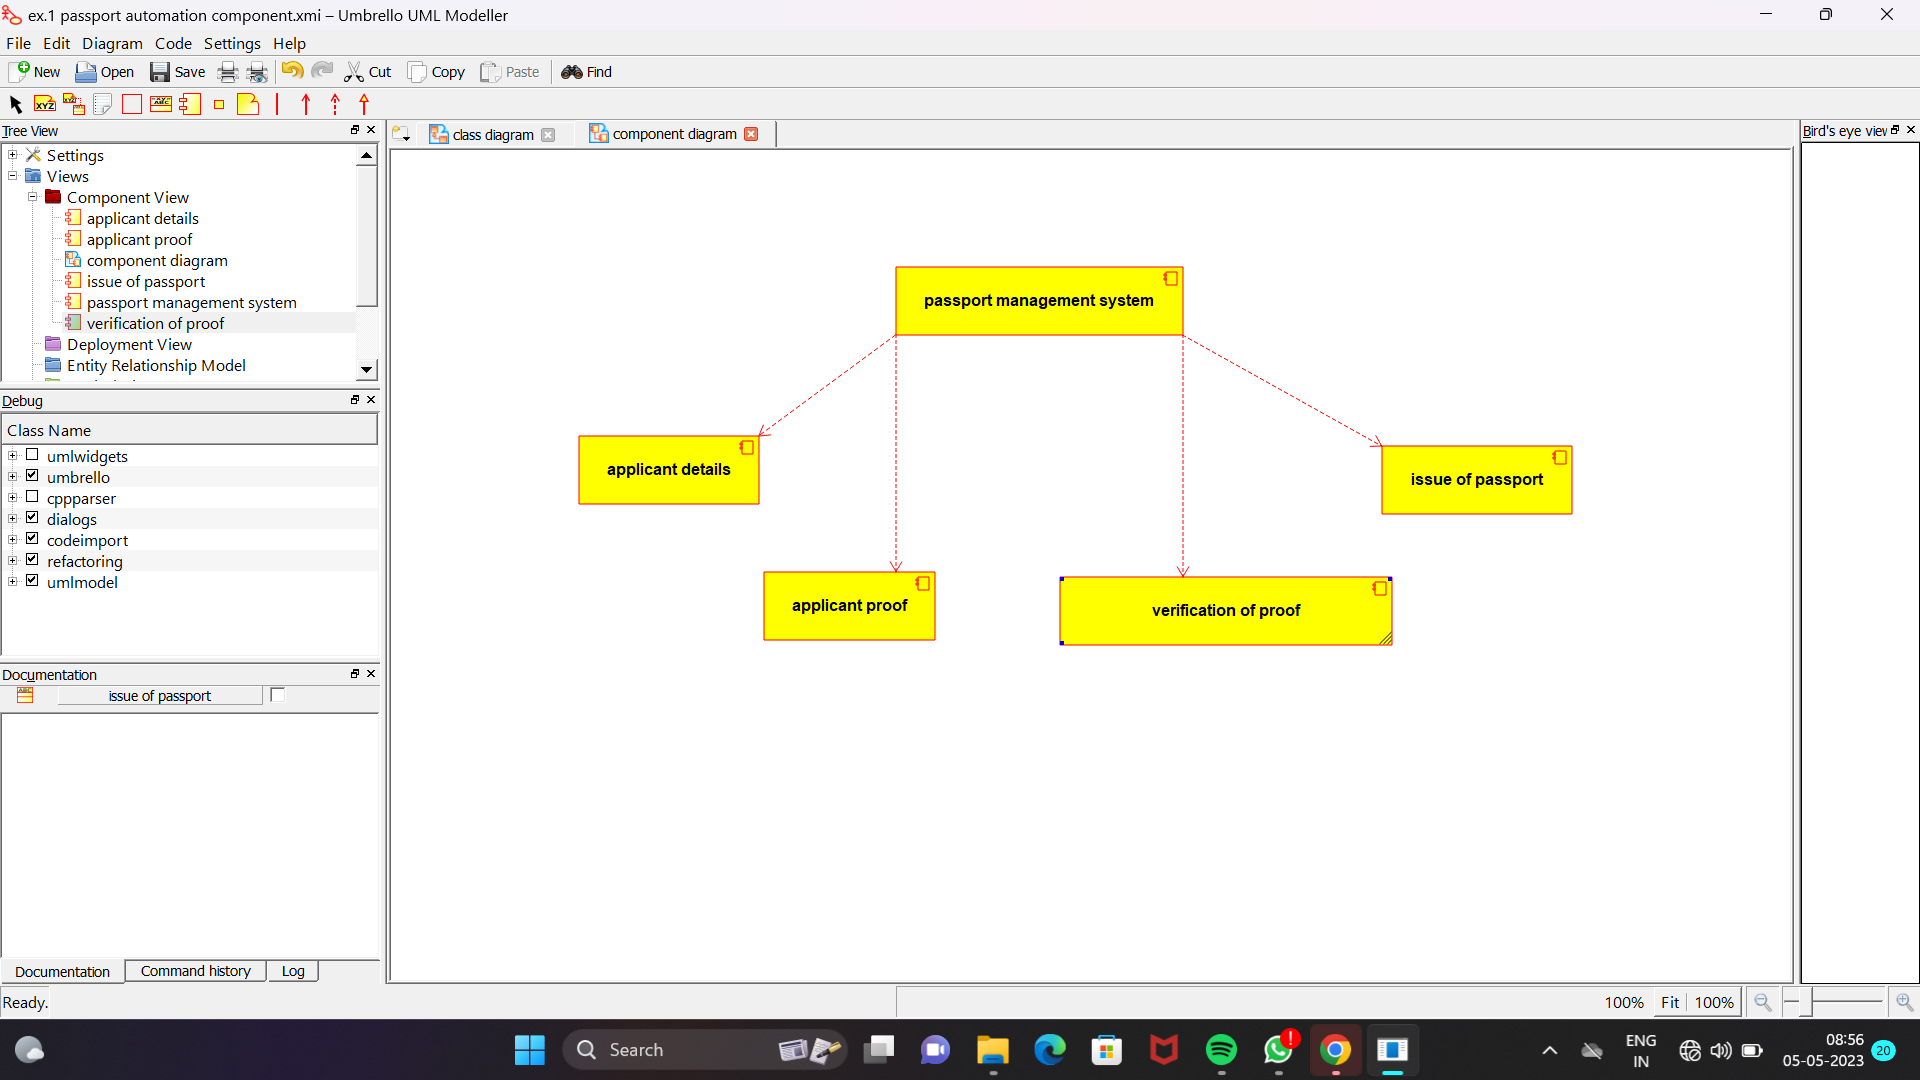 ex.1 passport automation component.xmi – Umbrello UML Modeller
File Edit Diagram Code Settings Help
New Open Save Cut Copy Paste Find
Tree View
Settings
Views
Component View
applicant details
applicant proof
component diagram
issue of passport
passport management system
verification of proof
Deployment View
Entity Relationship Model
Debug
Class Name
umlwidgets
umbrello
cppparser
dialogs
codeimport
refactoring
umlmodel
Documentation
issue of passport
Documentation Command history Log
Ready.
class diagram component diagram
passport management system
applicant details
issue of passport
applicant proof
verification of proof
Bird's eye view
100% Fit 100%
Search
ENG
IN
08:56
05-05-2023
20